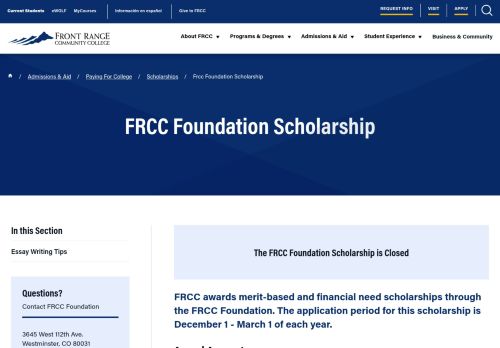 Current Students eWOLF MyCourses Información en español Give to FRCC REQUEST INFO VISIT APPLY
FRONT RANGE
COMMUNITY COLLEGE
About FRCC Programs & Degrees Admissions & Aid Student Experience Business & Community
/ Admissions & Aid / Paying For College / Scholarships / Frcc Foundation Scholarship
FRCC Foundation Scholarship
In this Section
Essay Writing Tips
Questions?
Contact FRCC Foundation
3645 West 112th Ave.
Westminster, CO 80031
The FRCC Foundation Scholarship is Closed
FRCC awards merit-based and financial need scholarships through
the FRCC Foundation. The application period for this scholarship is
December 1 - March 1 of each year.